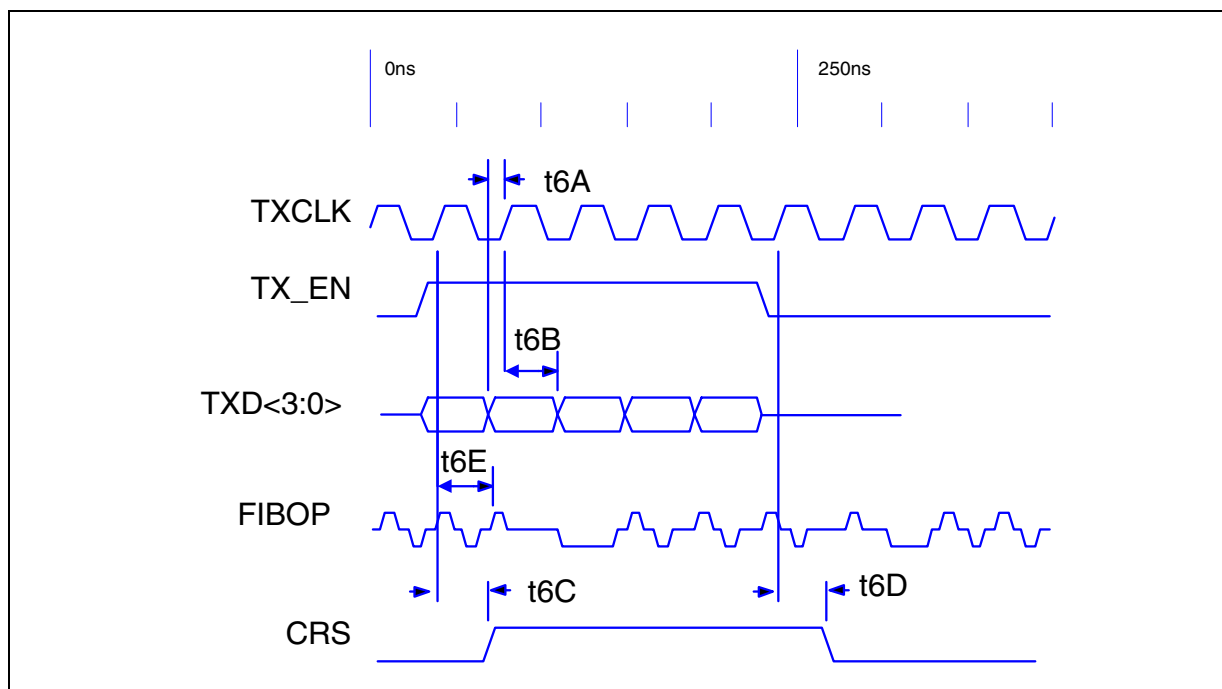 0ns
250ns
t6A
TXCLK
TX_EN
t6B
TXD<3:0>
t6E
FIBOP
t6C
t6D
CRS